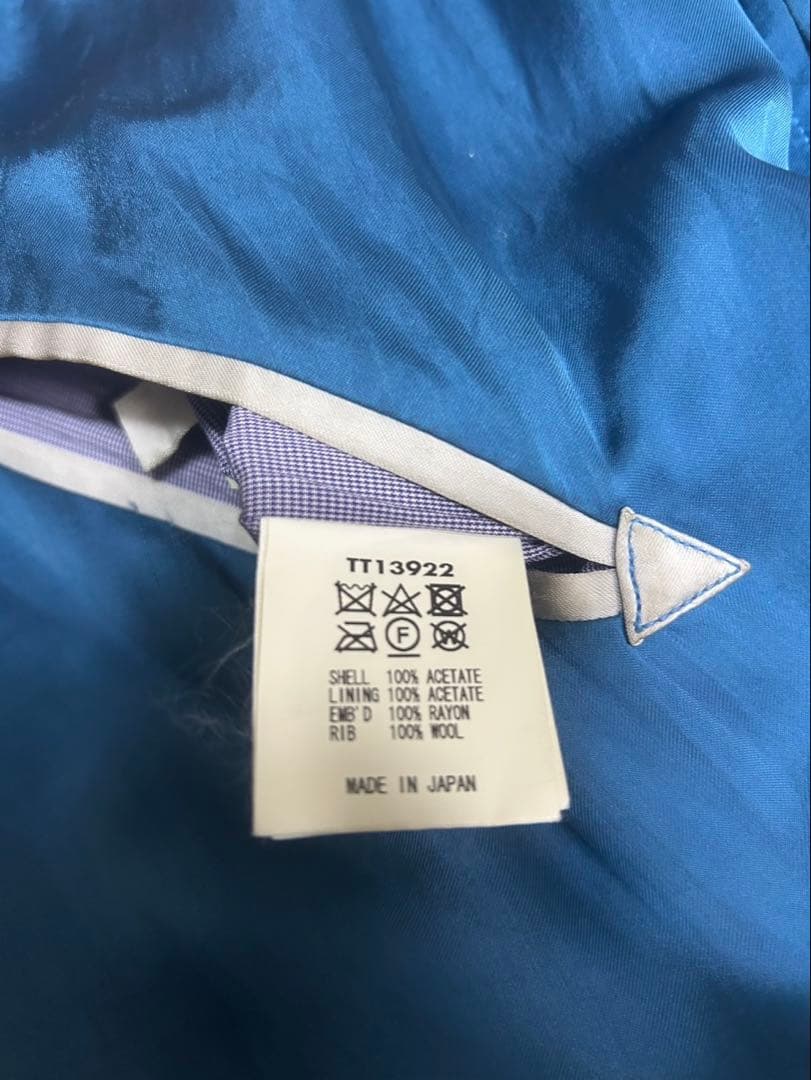 TT13922
F
W
SHELL 100% ACETATE
LINING 100% ACETATE
EMB'D 100% RAYON
RIB 100% WOOL
MADE IN JAPAN